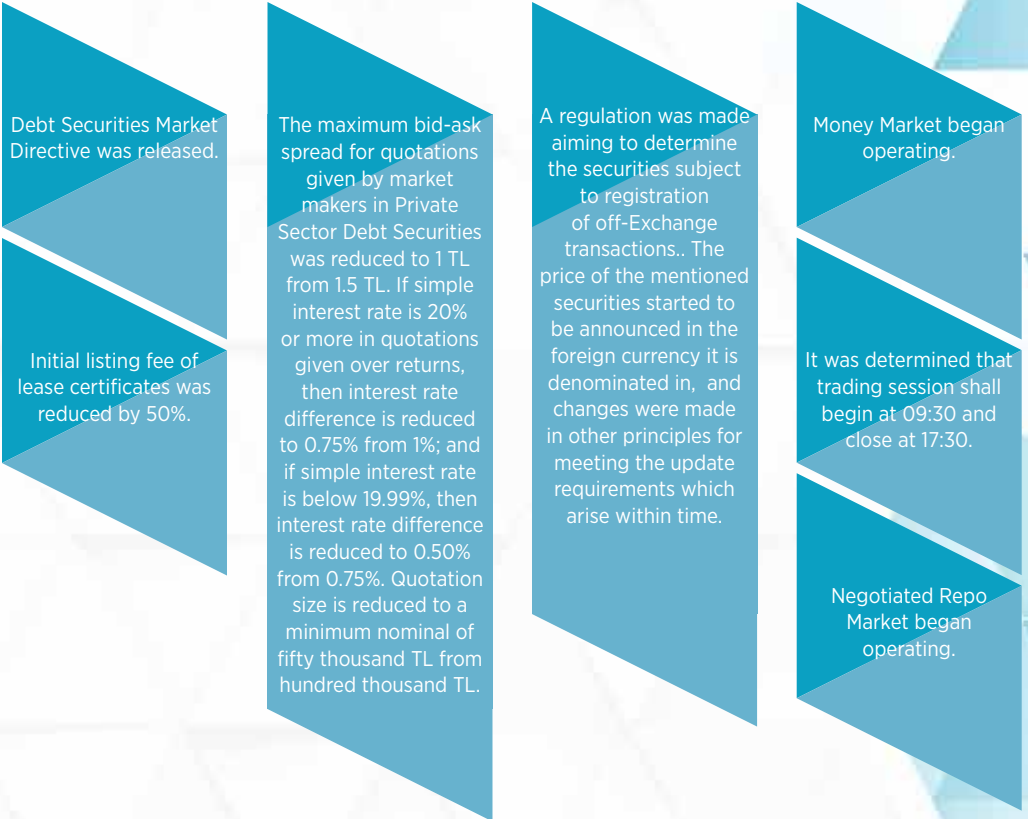 Debt Securities Market
Directive was released.
Initial listing fee of
lease certificates was
reduced by 50%.
The maximum bid-ask
spread for quotations
given by market
makers in Private
Sector Debt Securities
was reduced to 1 TL
from 1.5 TL. If simple
interest rate is 20%
or more in quotations
given over returns,
then interest rate
difference is reduced
to 0.75% from 1%; and
if simple interest rate
is below 19.99%, then
interest rate difference
is reduced to 0.50%
from 0.75%. Quotation
size is reduced to a
minimum nominal of
fifty thousand TL from
hundred thousand TL.
A regulation was made
aiming to determine
the securities subject
to registration
of off-Exchange
transactions.. The
price of the mentioned
securities started to
be announced in the
foreign currency it is
denominated in, and
changes were made
in other principles for
meeting the update
requirements which
arise within time.
Money Market began
operating.
It was determined that
trading session shall
begin at 09:30 and
close at 17:30.
Negotiated Repo
Market began
operating.